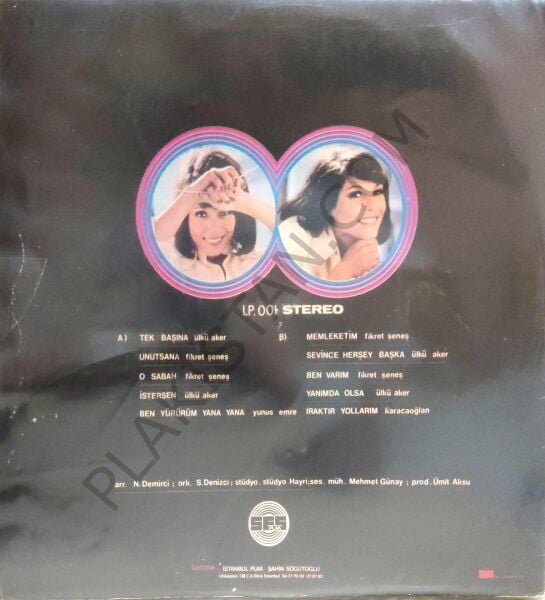 LP. 001 STEREO
A) TEK BAŞINA ülkü aker
UNUTSANA fikret şeneş
O SABAH fikret şeneş
İSTERSEN ülkü aker
BEN YÜRÜRÜM YANA YANA yunus emre
B) MEMLEKETİM fikret şeneş
SEVİNCE HERŞEY BAŞKA ülkü aker
BEN VARIM fikret şeneş
YANIMDA OLSA ülkü aker
IRAKTIR YOLLARIM karacaoğlan
arr. N. Demirci; ork. S. Denizci; stüdyo. stüdyo Hayri; ses. müh. Mehmet Günay; prod. Ümit Aksu
SES
PLAK
İSTANBUL PLAK ŞAHİN SÖĞÜTOĞLU
PLAKISTAN.COM